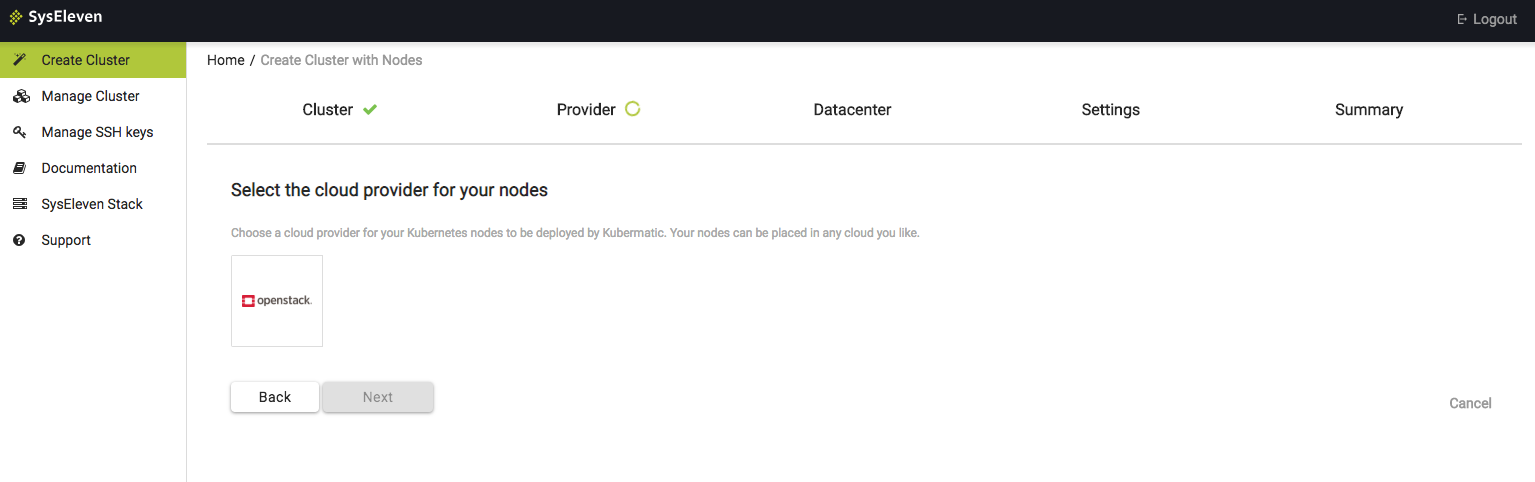 SysEleven
Logout
Create Cluster
Manage Cluster
Manage SSH keys
Documentation
SysEleven Stack
Support
Home / Create Cluster with Nodes
Cluster Provider Datacenter Settings Summary
Select the cloud provider for your nodes
Choose a cloud provider for your Kubernetes nodes to be deployed by Kubermatic. Your nodes can be placed in any cloud you like.
openstack.
Back Next
Cancel